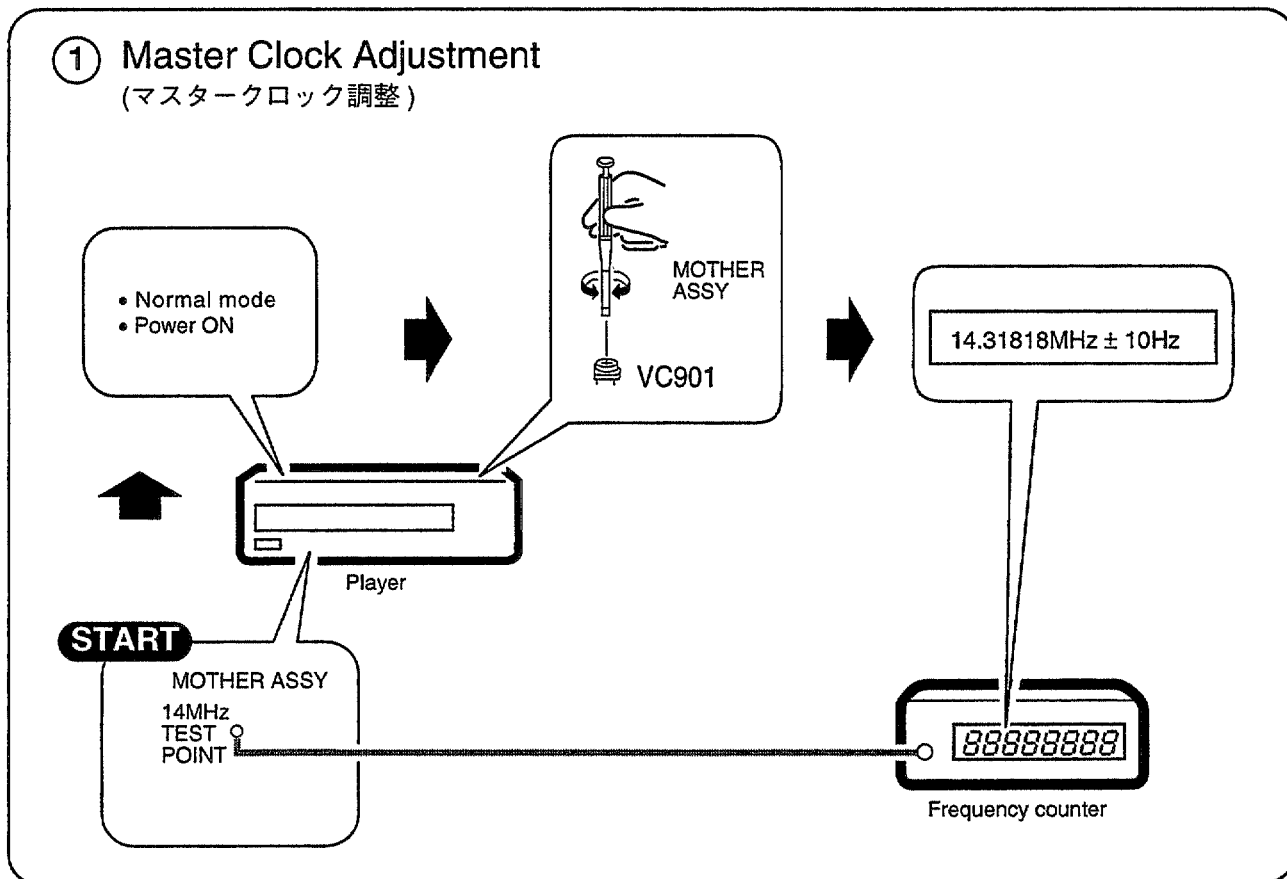 ① Master Clock Adjustment
(マスタークロック調整)
• Normal mode
• Power ON
MOTHER
ASSY
VC901
14.31818MHz ± 10Hz
Player
START
MOTHER ASSY
14MHz
TEST
POINT
88888888
Frequency counter